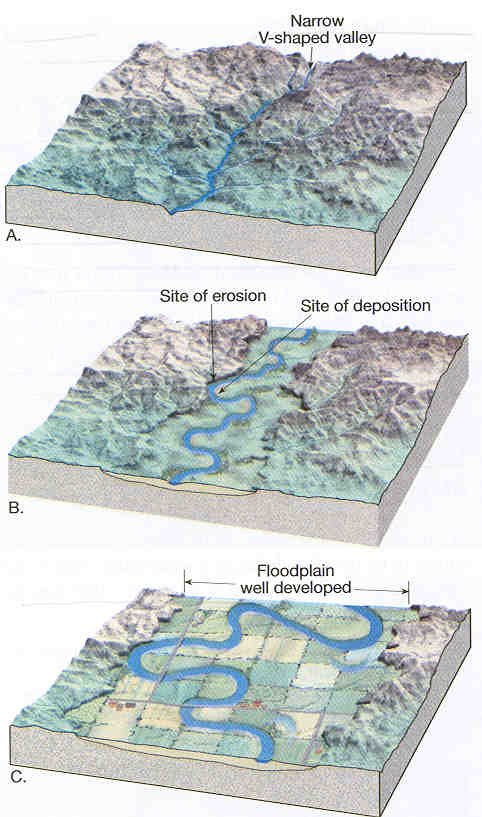 Narrow
V-shaped valley
A.
Site of erosion
Site of deposition
B.
Floodplain
well developed
C.